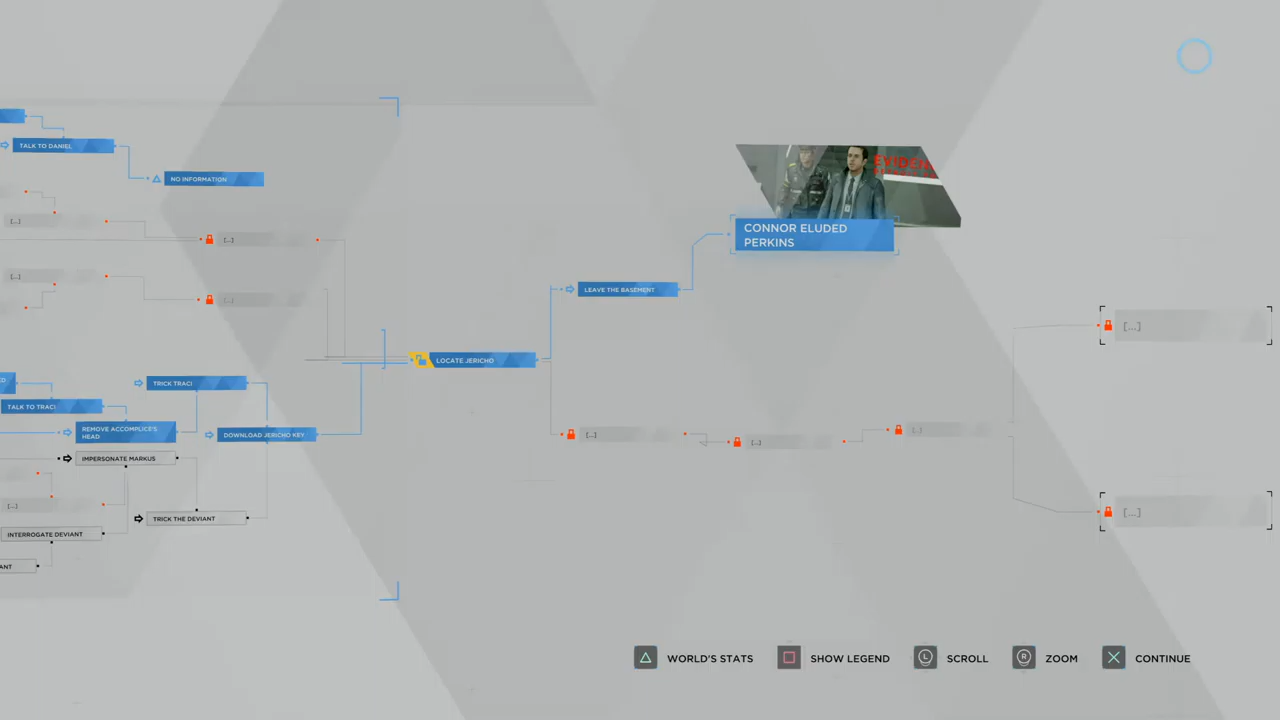 TALK TO DANIEL
NO INFORMATION
[...]
[...]
[...]
[...]
EVIDEN
CONNOR ELUDED
PERKINS
LEAVE THE BASEMENT
LOCATE JERICHO
[...]
[...]
[...]
[...]
[...]
TRICK TRACI
TALK TO TRACI
REMOVE ACCOMPLICE'S
HEAD
DOWNLOAD JERICHO KEY
IMPERSONATE MARKUS
[...]
TRICK THE DEVIANT
INTERROGATE DEVIANT
ANT
WORLD'S STATS
SHOW LEGEND
L
SCROLL
R
ZOOM
CONTINUE